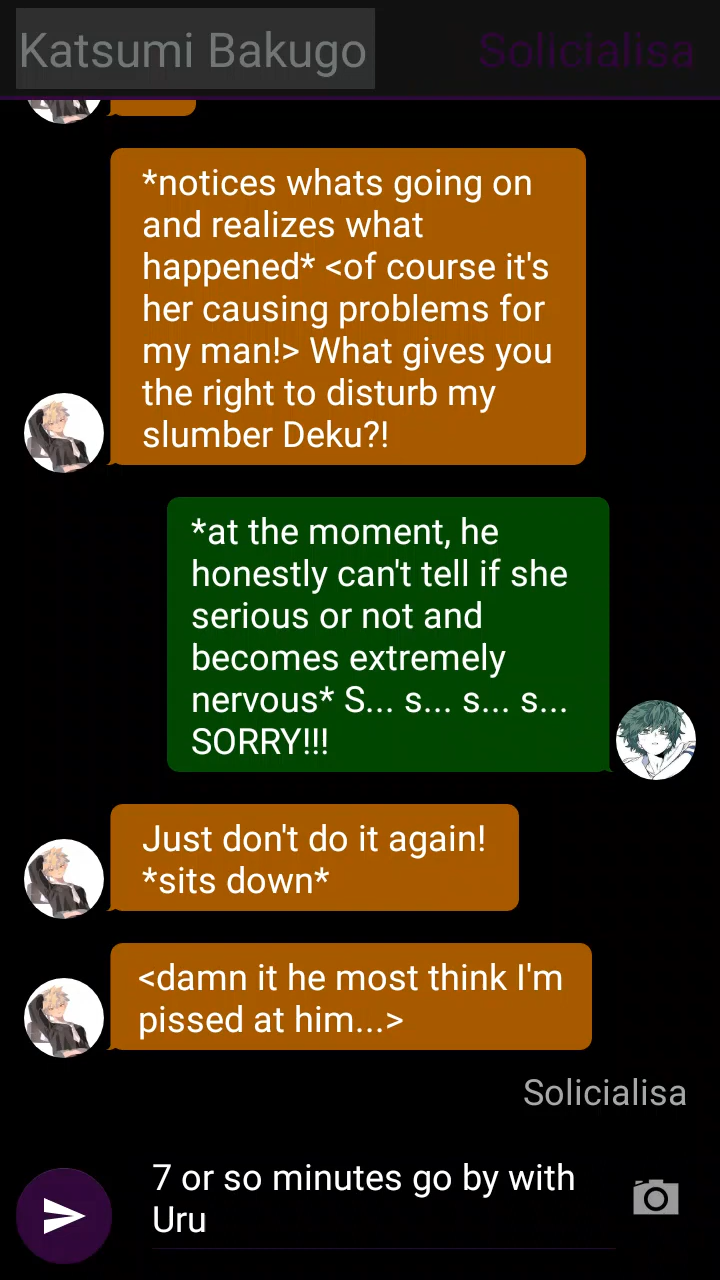 Katsumi Bakugo
Solicialisa
*notices whats going on
and realizes what
happened* <of course it's
her causing problems for
my man!> What gives you
the right to disturb my
slumber Deku?!
*at the moment, he
honestly can't tell if she
serious or not and
becomes extremely
nervous* S... s... s... s...
SORRY!!!
Just don't do it again!
*sits down*
<damn it he most think I'm
pissed at him...>
Solicialisa
7 or so minutes go by with
Uru